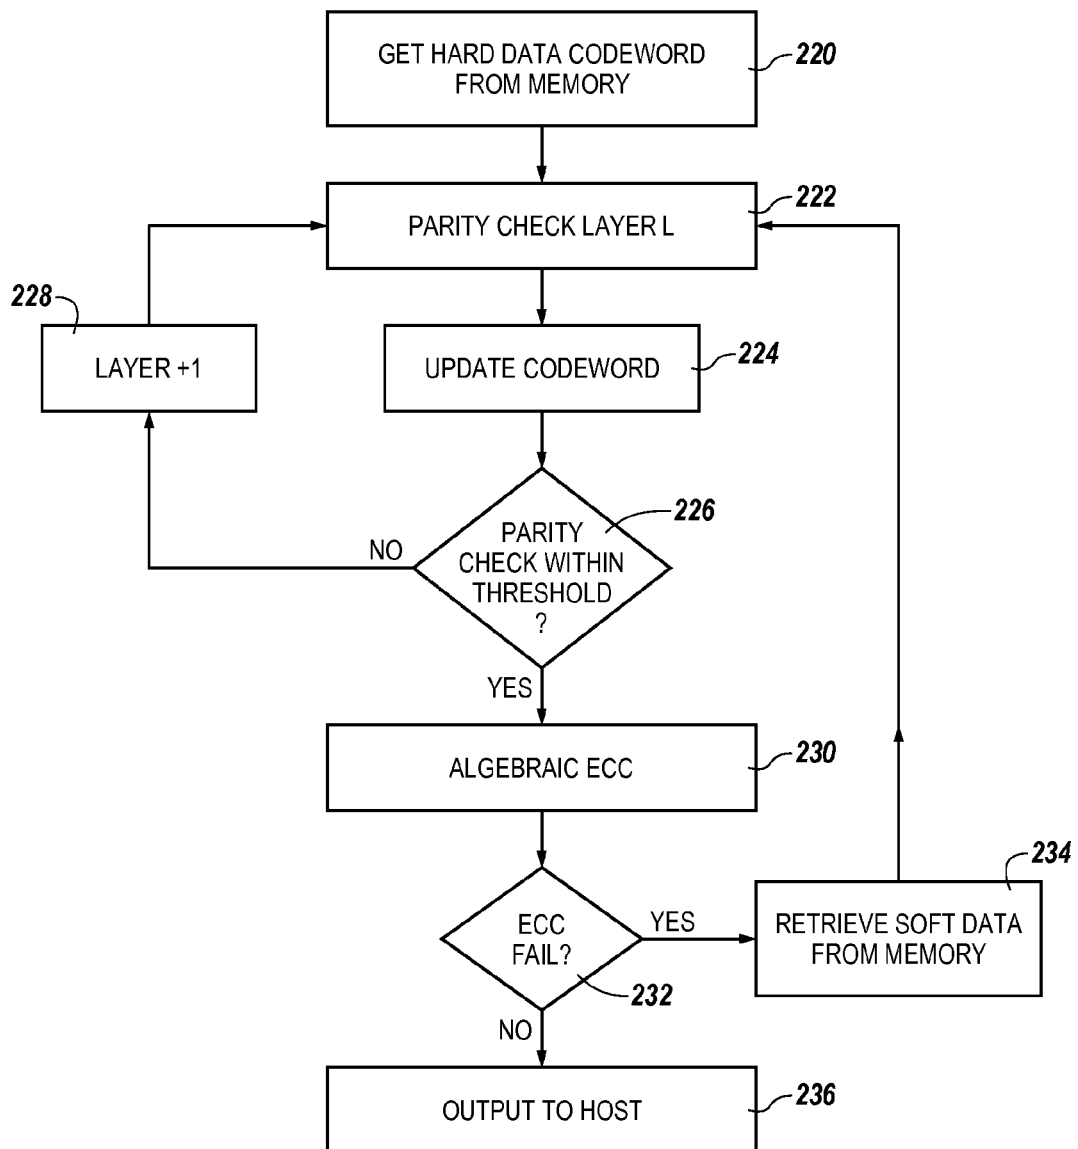 GET HARD DATA CODEWORD
FROM MEMORY
220
PARITY CHECK LAYER L
222
228
LAYER +1
UPDATE CODEWORD
224
PARITY
CHECK WITHIN
THRESHOLD
?
226
NO
YES
ALGEBRAIC ECC
230
ECC
FAIL?
232
YES
RETRIEVE SOFT DATA
FROM MEMORY
234
NO
OUTPUT TO HOST
236